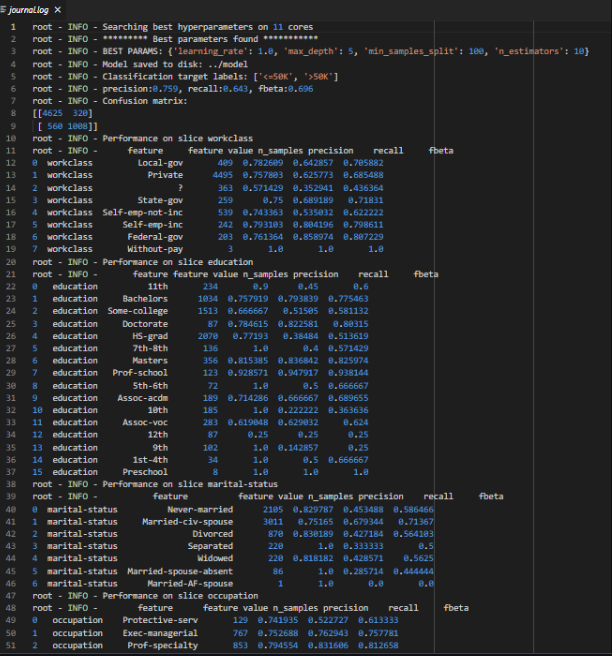 journal.log ×
1 root - INFO - Searching best hyperparameters on 11 cores
2 root - INFO - ********* Best parameters found ***********
3 root - INFO - BEST PARAMS: {'learning_rate': 1.0, 'max_depth': 5, 'min_samples_split': 100, 'n_estimators': 10}
4 root - INFO - Model saved to disk: ../model
5 root - INFO - Classification target labels: ['<=50K', '>50K']
6 root - INFO - precision:0.759, recall:0.643, fbeta:0.696
7 root - INFO - Confusion matrix:
8 [[4625 320]
9 [ 560 1008]]
10 root - INFO - Performance on slice workclass
11 root - INFO - feature feature value n_samples precision recall fbeta
12 0 workclass Local-gov 409 0.782609 0.642857 0.705882
13 1 workclass Private 4495 0.757803 0.625773 0.685488
14 2 workclass ? 363 0.571429 0.352941 0.436364
15 3 workclass State-gov 259 0.75 0.689189 0.71831
16 4 workclass Self-emp-not-inc 539 0.743363 0.535032 0.622222
17 5 workclass Self-emp-inc 242 0.793103 0.804196 0.798611
18 6 workclass Federal-gov 203 0.761364 0.858974 0.807229
19 7 workclass Without-pay 3 1.0 1.0 1.0
20 root - INFO - Performance on slice education
21 root - INFO - feature feature value n_samples precision recall fbeta
22 0 education 11th 234 0.9 0.45 0.6
23 1 education Bachelors 1034 0.757919 0.793839 0.775463
24 2 education Some-college 1513 0.666667 0.51505 0.581132
25 3 education Doctorate 87 0.784615 0.822581 0.80315
26 4 education HS-grad 2070 0.77193 0.38484 0.513619
27 5 education 7th-8th 136 1.0 0.4 0.571429
28 6 education Masters 356 0.815385 0.836842 0.825974
29 7 education Prof-school 123 0.928571 0.947917 0.938144
30 8 education 5th-6th 72 1.0 0.5 0.666667
31 9 education Assoc-acdm 189 0.714286 0.666667 0.689655
32 10 education 10th 185 1.0 0.222222 0.363636
33 11 education Assoc-voc 283 0.619048 0.629032 0.624
34 12 education 12th 87 0.25 0.25 0.25
35 13 education 9th 102 1.0 0.142857 0.25
36 14 education 1st-4th 34 1.0 0.5 0.666667
37 15 education Preschool 8 1.0 1.0 1.0
38 root - INFO - Performance on slice marital-status
39 root - INFO - feature feature value n_samples precision recall fbeta
40 0 marital-status Never-married 2105 0.829787 0.453488 0.586466
41 1 marital-status Married-civ-spouse 3011 0.75165 0.679344 0.71367
42 2 marital-status Divorced 870 0.830189 0.427184 0.564103
43 3 marital-status Separated 220 1.0 0.333333 0.5
44 4 marital-status Widowed 220 0.818182 0.428571 0.5625
45 5 marital-status Married-spouse-absent 86 1.0 0.285714 0.444444
46 6 marital-status Married-AF-spouse 1 1.0 0.0 0.0
47 root - INFO - Performance on slice occupation
48 root - INFO - feature feature value n_samples precision recall fbeta
49 0 occupation Protective-serv 129 0.741935 0.522727 0.613333
50 1 occupation Exec-managerial 767 0.752688 0.762943 0.757781
51 2 occupation Prof-specialty 853 0.794554 0.831606 0.812658